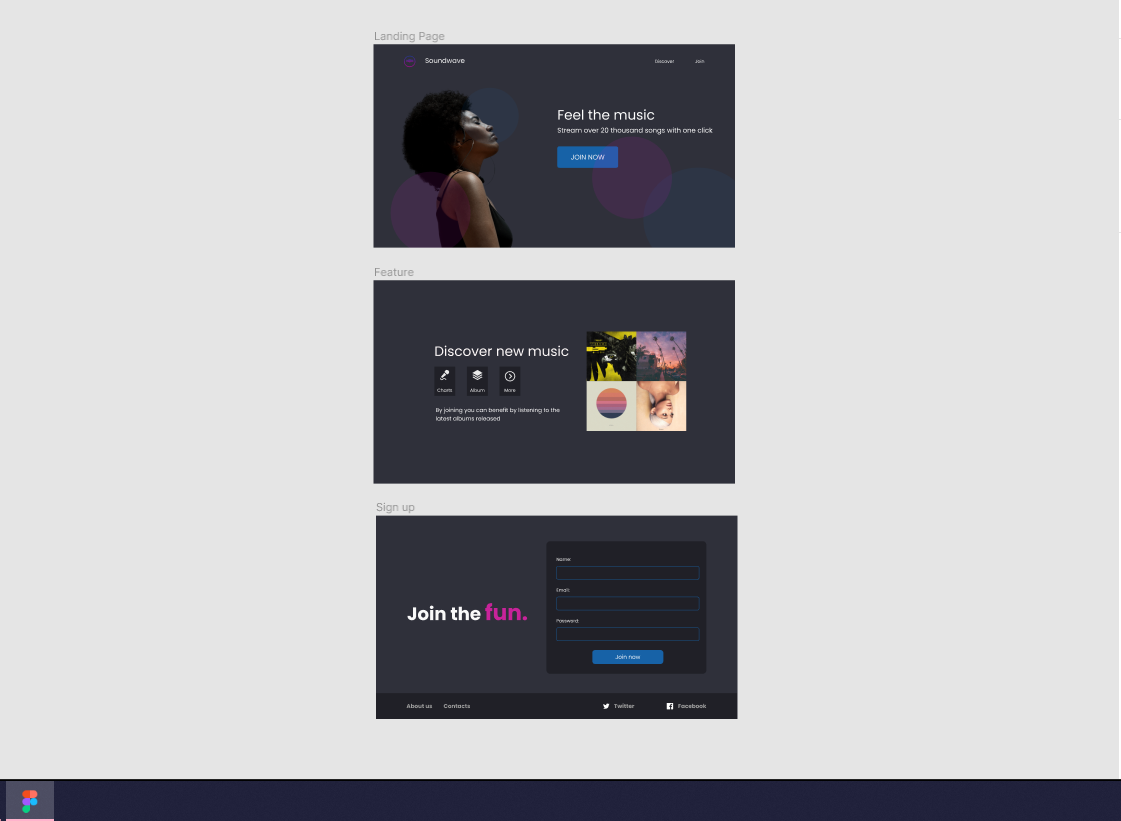 Landing Page
Soundwave
Discover Join
Feel the music
Stream over 20 thousand songs with one click
JOIN NOW
Feature
Discover new music
Charts Album More
By joining you can benefit by listening to the
latest albums released
Sign up
Name:
Email:
Join the fun.
Password:
Join now
About us Contacts Twitter Facebook